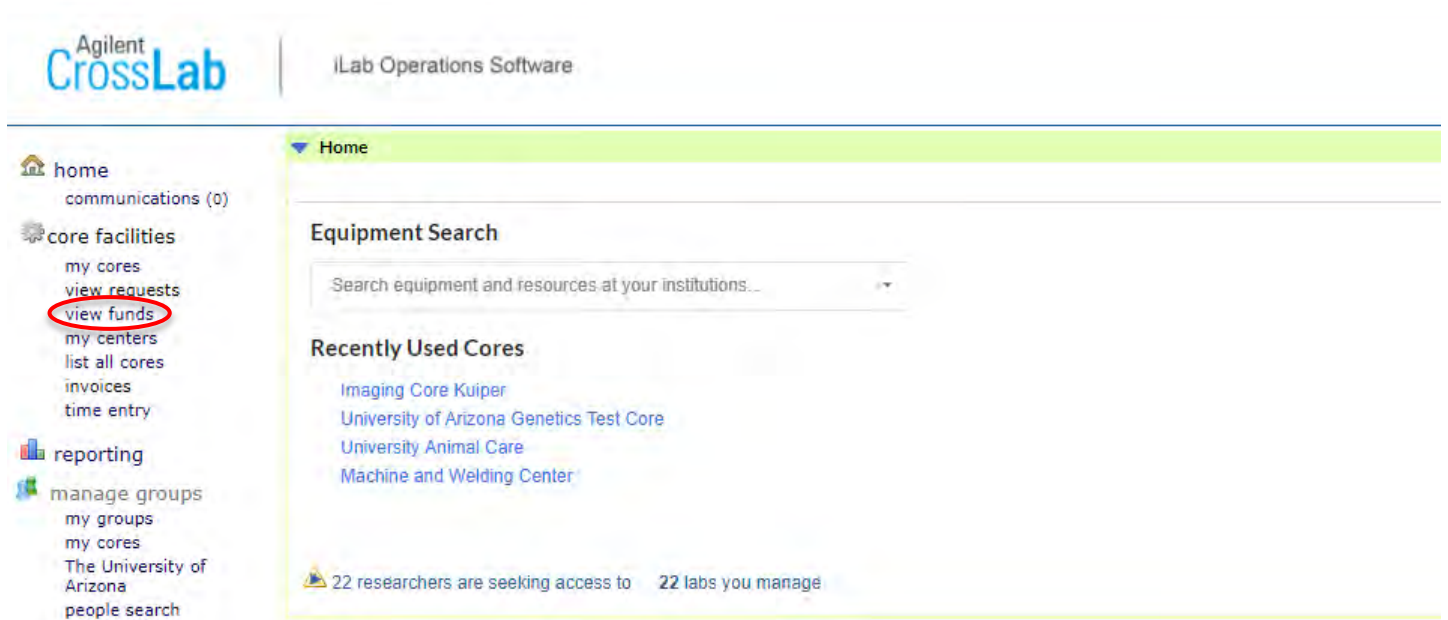 Agilent
CrossLab
iLab Operations Software
Home
home
communications (0)
core facilities
my cores
view requests
view funds
my centers
list all cores
invoices
time entry
reporting
manage groups
my groups
my cores
The University of
Arizona
people search
Equipment Search
Search equipment and resources at your institutions...
Recently Used Cores
Imaging Core Kuiper
University of Arizona Genetics Test Core
University Animal Care
Machine and Welding Center
22 researchers are seeking access to 22 labs you manage